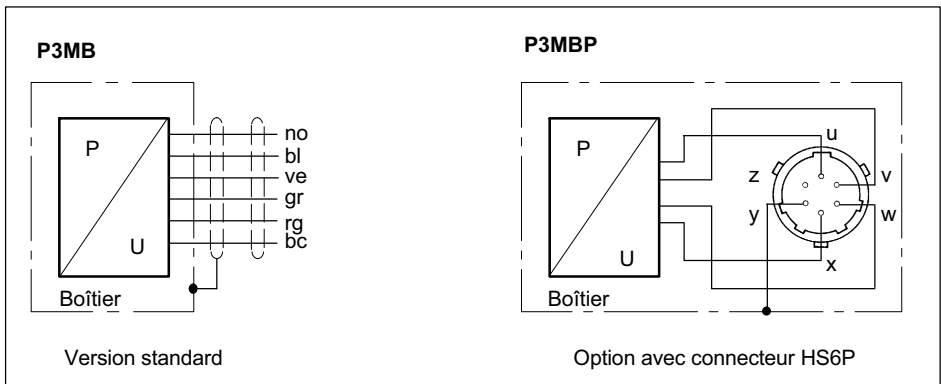 P3MB
P
U
no
bl
ve
gr
rg
bc
Boîtier
Version standard
P3MBP
P
U
u
z
v
y
w
x
Boîtier
Option avec connecteur HS6P